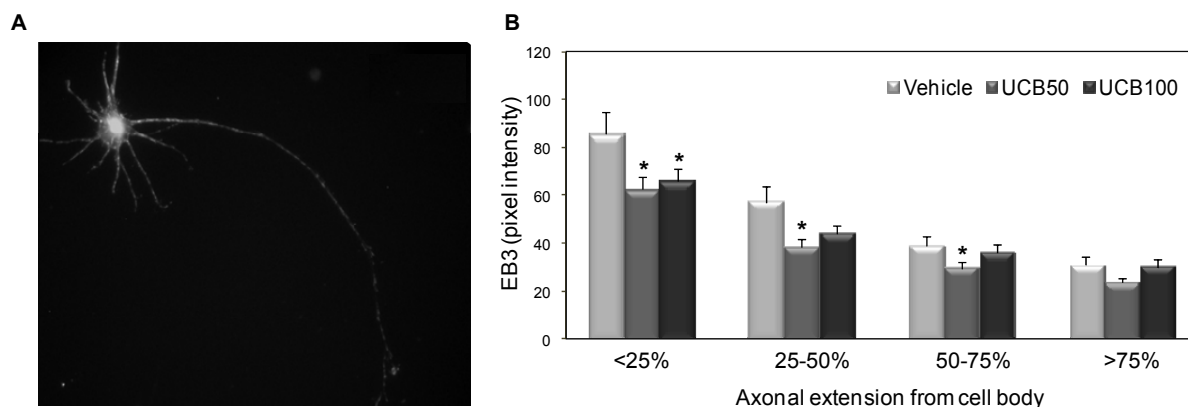 A
B
120
100
80
60
40
20
0
EB3 (pixel intensity)
Vehicle UCB50 UCB100
* *
*
*
<25% 25-50% 50-75% >75%
Axonal extension from cell body